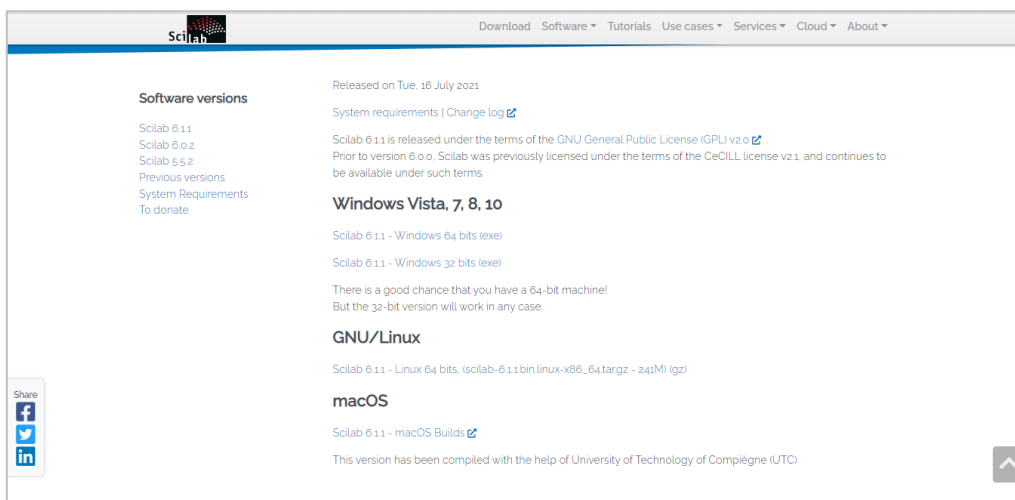 Scilab
Download Software Tutorials Use cases Services Cloud About
Software versions
Scilab 6.1.1
Scilab 6.0.2
Scilab 5.5.2
Previous versions
System Requirements
To donate
Released on Tue, 16 July 2021
System requirements | Change log
Scilab 6.1.1 is released under the terms of the GNU General Public License (GPL) v2.0 .
Prior to version 6.0.0, Scilab was previously licensed under the terms of the CeCILL license v2.1, and continues to
be available under such terms.
Windows Vista, 7, 8, 10
Scilab 6.1.1 - Windows 64 bits (exe)
Scilab 6.1.1 - Windows 32 bits (exe)
There is a good chance that you have a 64-bit machine!
But the 32-bit version will work in any case.
GNU/Linux
Scilab 6.1.1 - Linux 64 bits, (scilab-6.1.1.bin.linux-x86_64.tar.gz - 241M) (gz)
macOS
Scilab 6.1.1 - macOS Builds
This version has been compiled with the help of University of Technology of Compiègne (UTC)
Share